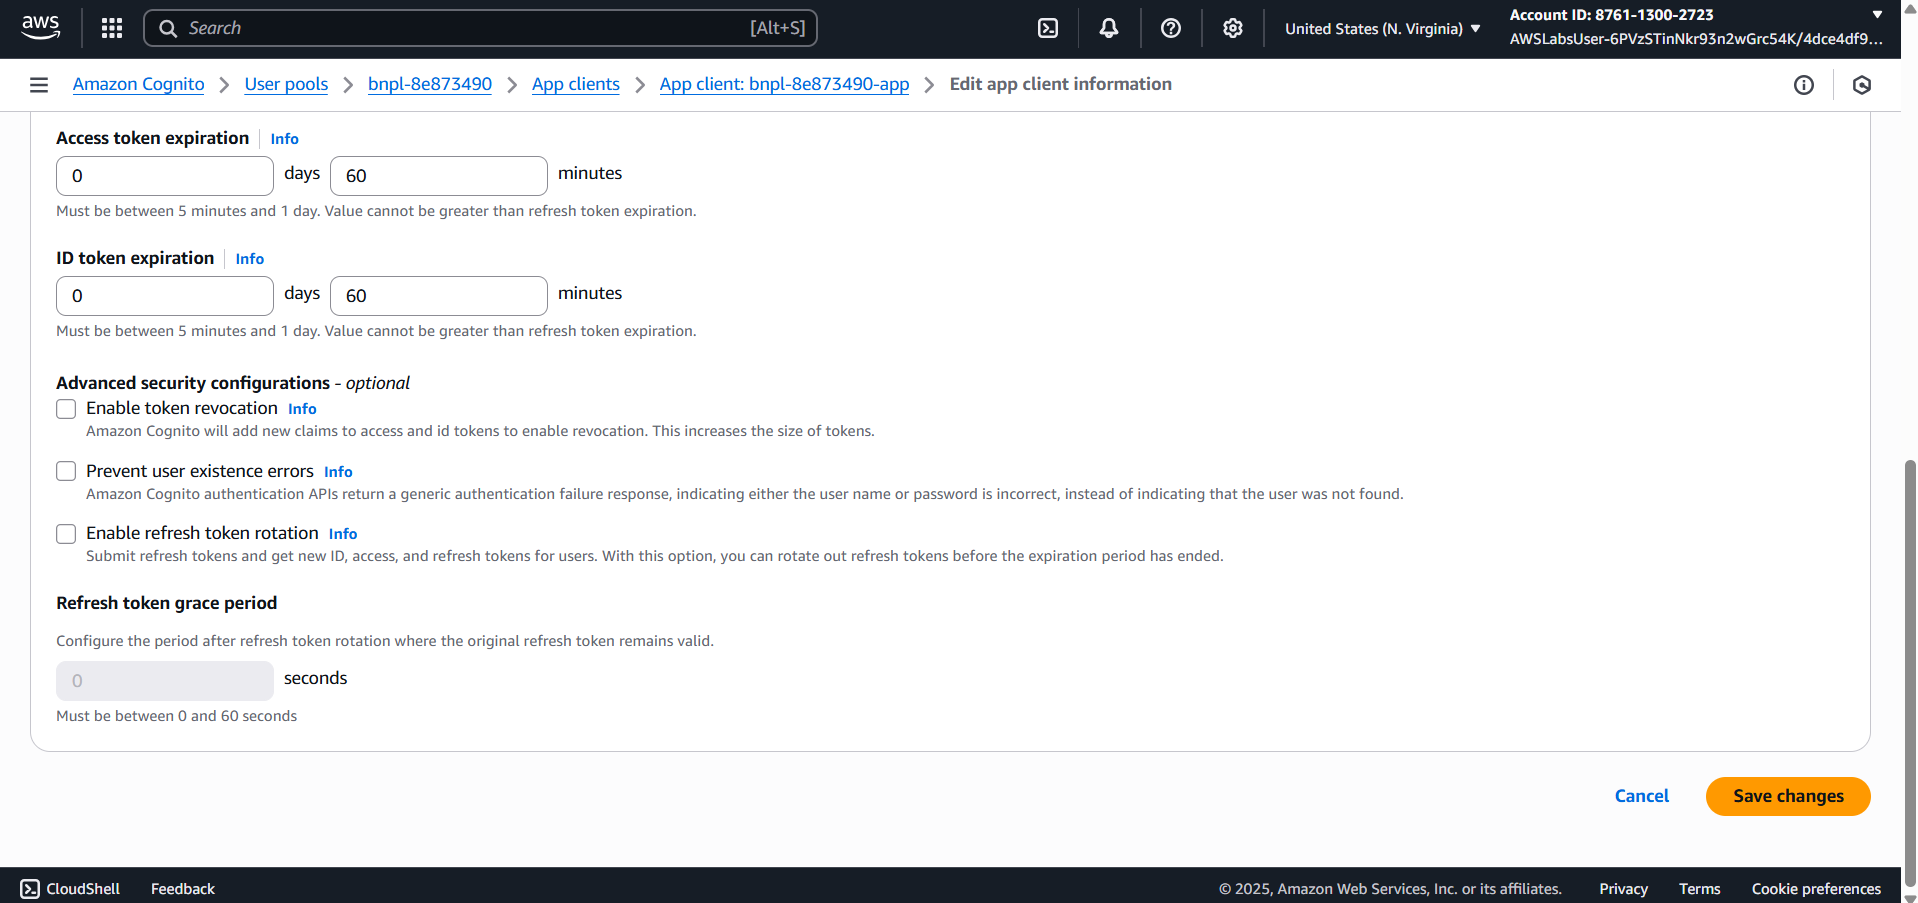 aws
Search
[Alt+S]
United States (N. Virginia)
Account ID: 8761-1300-2723
AWSLabsUser-6PVzSTinNkr93n2wGrc54K/4dce4df9...
Amazon Cognito
User pools
bnpl-8e873490
App clients
App client: bnpl-8e873490-app
Edit app client information
Access token expiration
Info
0
days
60
minutes
Must be between 5 minutes and 1 day. Value cannot be greater than refresh token expiration.
ID token expiration
Info
0
days
60
minutes
Must be between 5 minutes and 1 day. Value cannot be greater than refresh token expiration.
Advanced security configurations - optional
Enable token revocation Info
Amazon Cognito will add new claims to access and id tokens to enable revocation. This increases the size of tokens.
Prevent user existence errors Info
Amazon Cognito authentication APIs return a generic authentication failure response, indicating either the user name or password is incorrect, instead of indicating that the user was not found.
Enable refresh token rotation Info
Submit refresh tokens and get new ID, access, and refresh tokens for users. With this option, you can rotate out refresh tokens before the expiration period has ended.
Refresh token grace period
Configure the period after refresh token rotation where the original refresh token remains valid.
0
seconds
Must be between 0 and 60 seconds
Cancel
Save changes
CloudShell
Feedback
© 2025, Amazon Web Services, Inc. or its affiliates.
Privacy
Terms
Cookie preferences